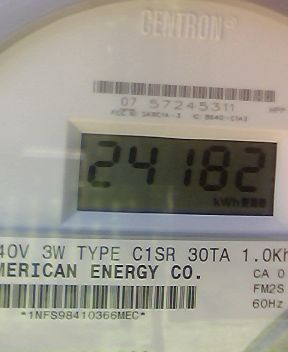 CENTRON®
07 57245311
24182
kWh
40V 3W TYPE C1SR 30TA 1.0Kh
MERICAN ENERGY CO.
CA 0
FM2S
60Hz
*1NFS98410366MEC*